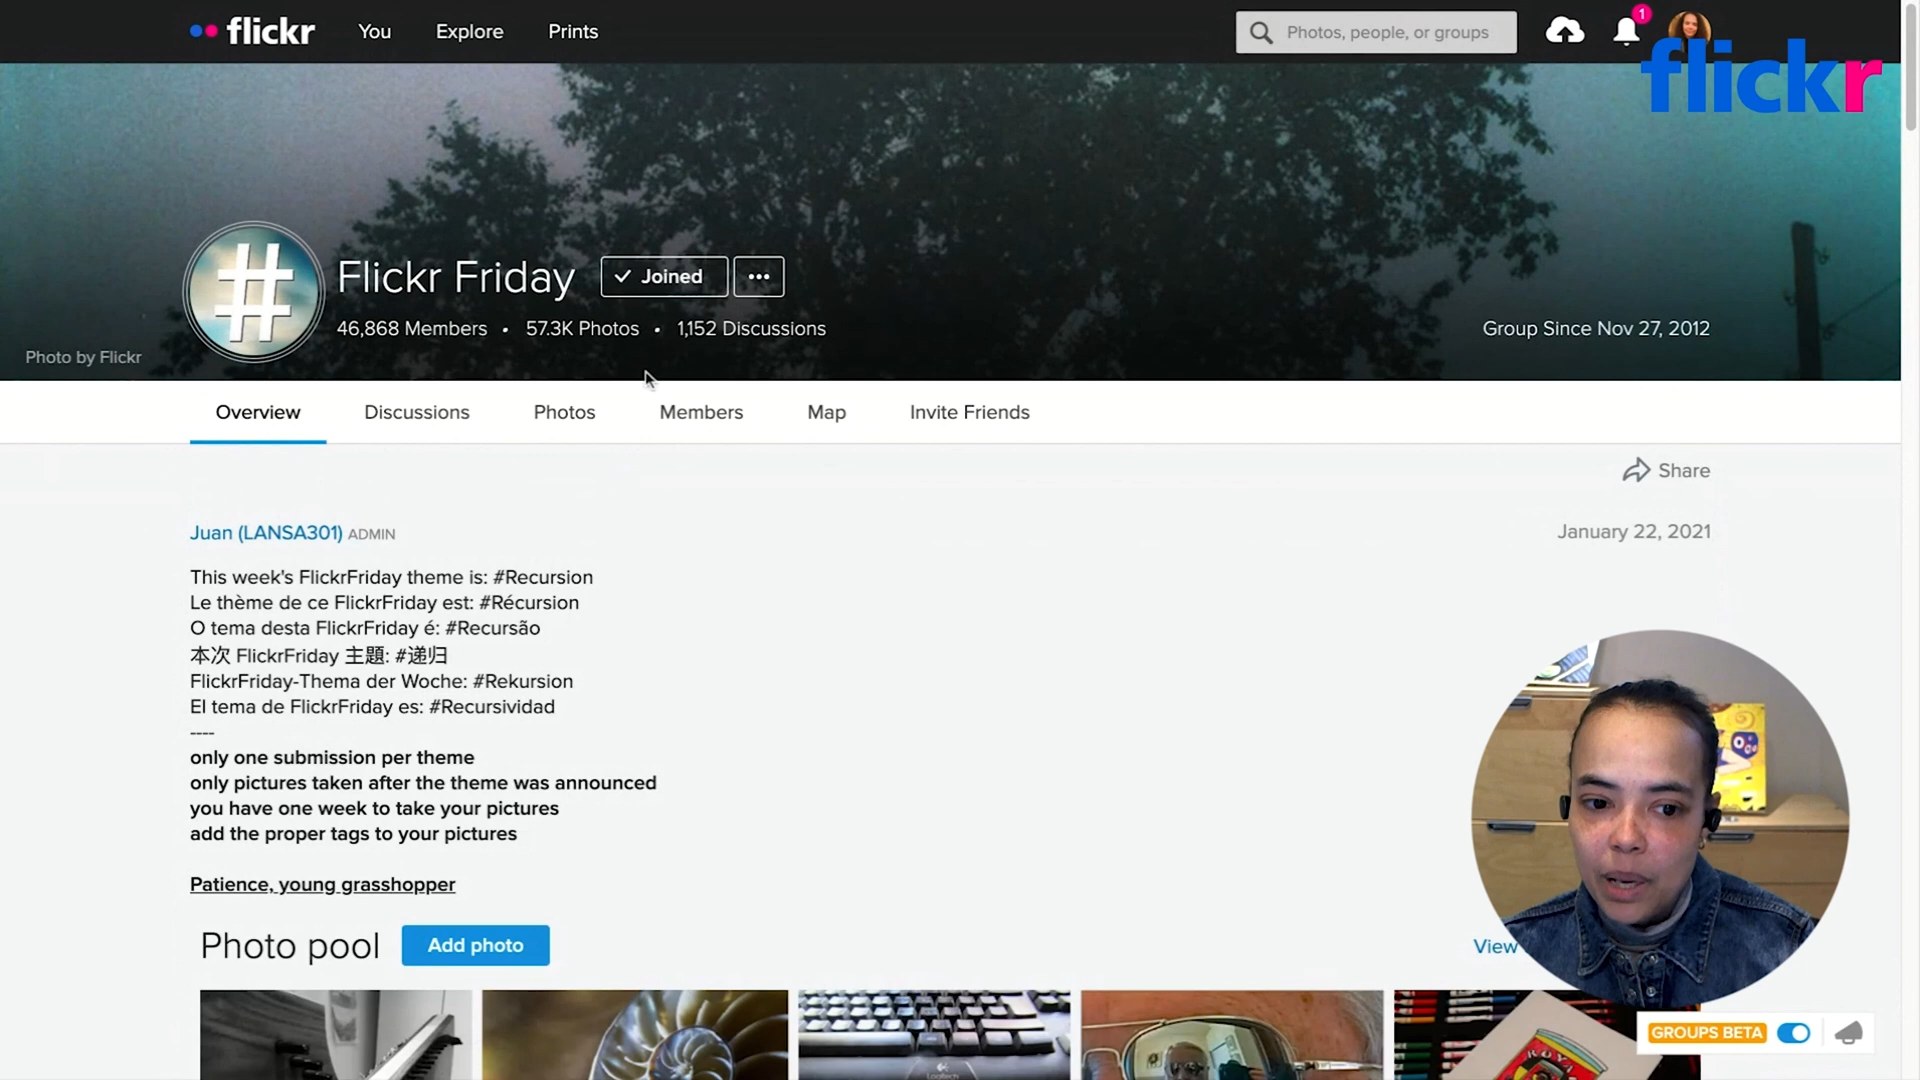 flickr You Explore Prints Photos, people, or groups 1
flickr
Flickr Friday Joined
46,868 Members • 57.3K Photos • 1,152 Discussions Group Since Nov 27, 2012
Photo by Flickr
Overview Discussions Photos Members Map Invite Friends
Share
Juan (LANSA301) ADMIN January 22, 2021
This week's FlickrFriday theme is: #Recursion
Le thème de ce FlickrFriday est: #Récursion
O tema desta FlickrFriday é: #Recursão
本次 FlickrFriday 主題: #递归
FlickrFriday-Thema der Woche: #Rekursion
El tema de FlickrFriday es: #Recursividad
----
only one submission per theme
only pictures taken after the theme was announced
you have one week to take your pictures
add the proper tags to your pictures
Patience, young grasshopper
Photo pool Add photo View
GROUPS BETA
Logitech
ROY